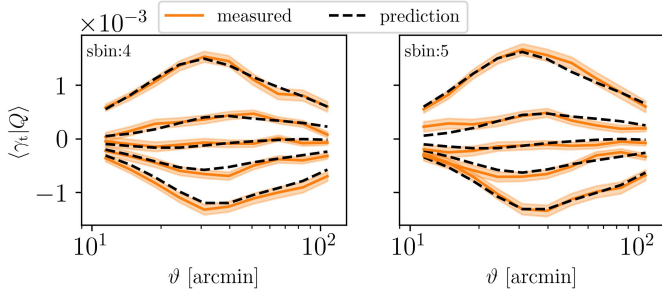 measured prediction
×10⁻³
sbin:4 sbin:5
1
0
−1
⟨γt|Q⟩
10¹ 10² 10¹ 10²
ϑ [arcmin] ϑ [arcmin]